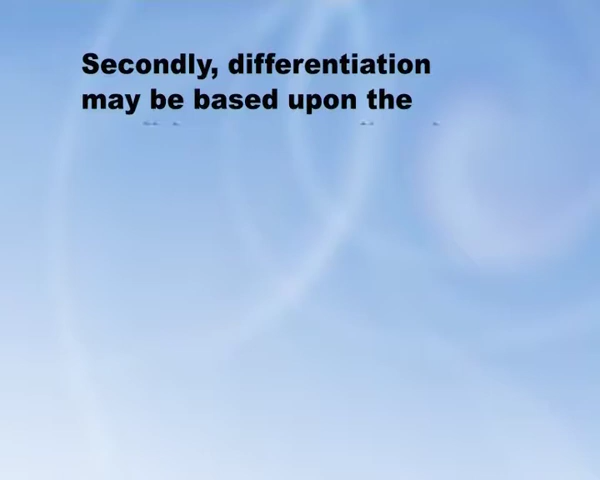 Secondly, differentiation
may be based upon the